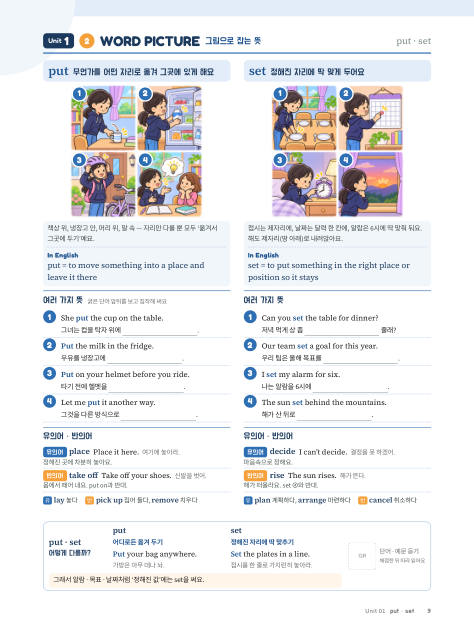 Unit 1 2 WORD PICTURE 그림으로 잡는 뜻 put · set
put 무언가를 어떤 자리로 옮겨 그곳에 있게 해요
1 2
3 4
책상 위, 냉장고 안, 머리 위, 말 속 — 자리만 다를 뿐 모두 '옮겨서
그곳에 두기'예요.
In English
put = to move something into a place and
leave it there
여러 가지 뜻 굵은 단어 앞뒤를 보고 짐작해 써요
1 She put the cup on the table.
그녀는 컵을 탁자 위에 .
2 Put the milk in the fridge.
우유를 냉장고에 .
3 Put on your helmet before you ride.
타기 전에 헬멧을 .
4 Let me put it another way.
그것을 다른 방식으로 .
유의어 · 반의어
유의어 place Place it here. 여기에 놓아라.
정해진 곳에 차분히 놓아요.
반의어 take off Take off your shoes. 신발을 벗어.
몸에서 떼어 내요. put on과 반대.
유 lay 놓다 반 pick up 집어 들다, remove 치우다
set 정해진 자리에 딱 맞게 두어요
1 2
3 4
접시는 제자리에, 날짜는 달력 한 칸에, 알람은 6시에 딱 맞춰 둬요.
해도 제자리(땅 아래)로 내려앉아요.
In English
set = to put something in the right place or
position so it stays
여러 가지 뜻
1 Can you set the table for dinner?
저녁 먹게 상 좀 줄래?
2 Our team set a goal for this year.
우리 팀은 올해 목표를 .
3 I set my alarm for six.
나는 알람을 6시에 .
4 The sun set behind the mountains.
해가 산 뒤로 .
유의어 · 반의어
유의어 decide I can't decide. 결정을 못 하겠어.
마음속으로 정해요.
반의어 rise The sun rises. 해가 뜬다.
해가 떠올라요. set ④와 반대.
유 plan 계획하다, arrange 마련하다 반 cancel 취소하다
put · set
어떻게 다를까?
put
어디로든 옮겨 두기
Put your bag anywhere.
가방은 아무 데나 놔.
set
정해진 자리에 딱 맞추기
Set the plates in a line.
접시를 한 줄로 가지런히 놓아라.
그래서 알람 · 목표 · 날짜처럼 '정해진 값'에는 set을 써요.
QR
단어 · 예문 듣기
Unit 01 put · set 9